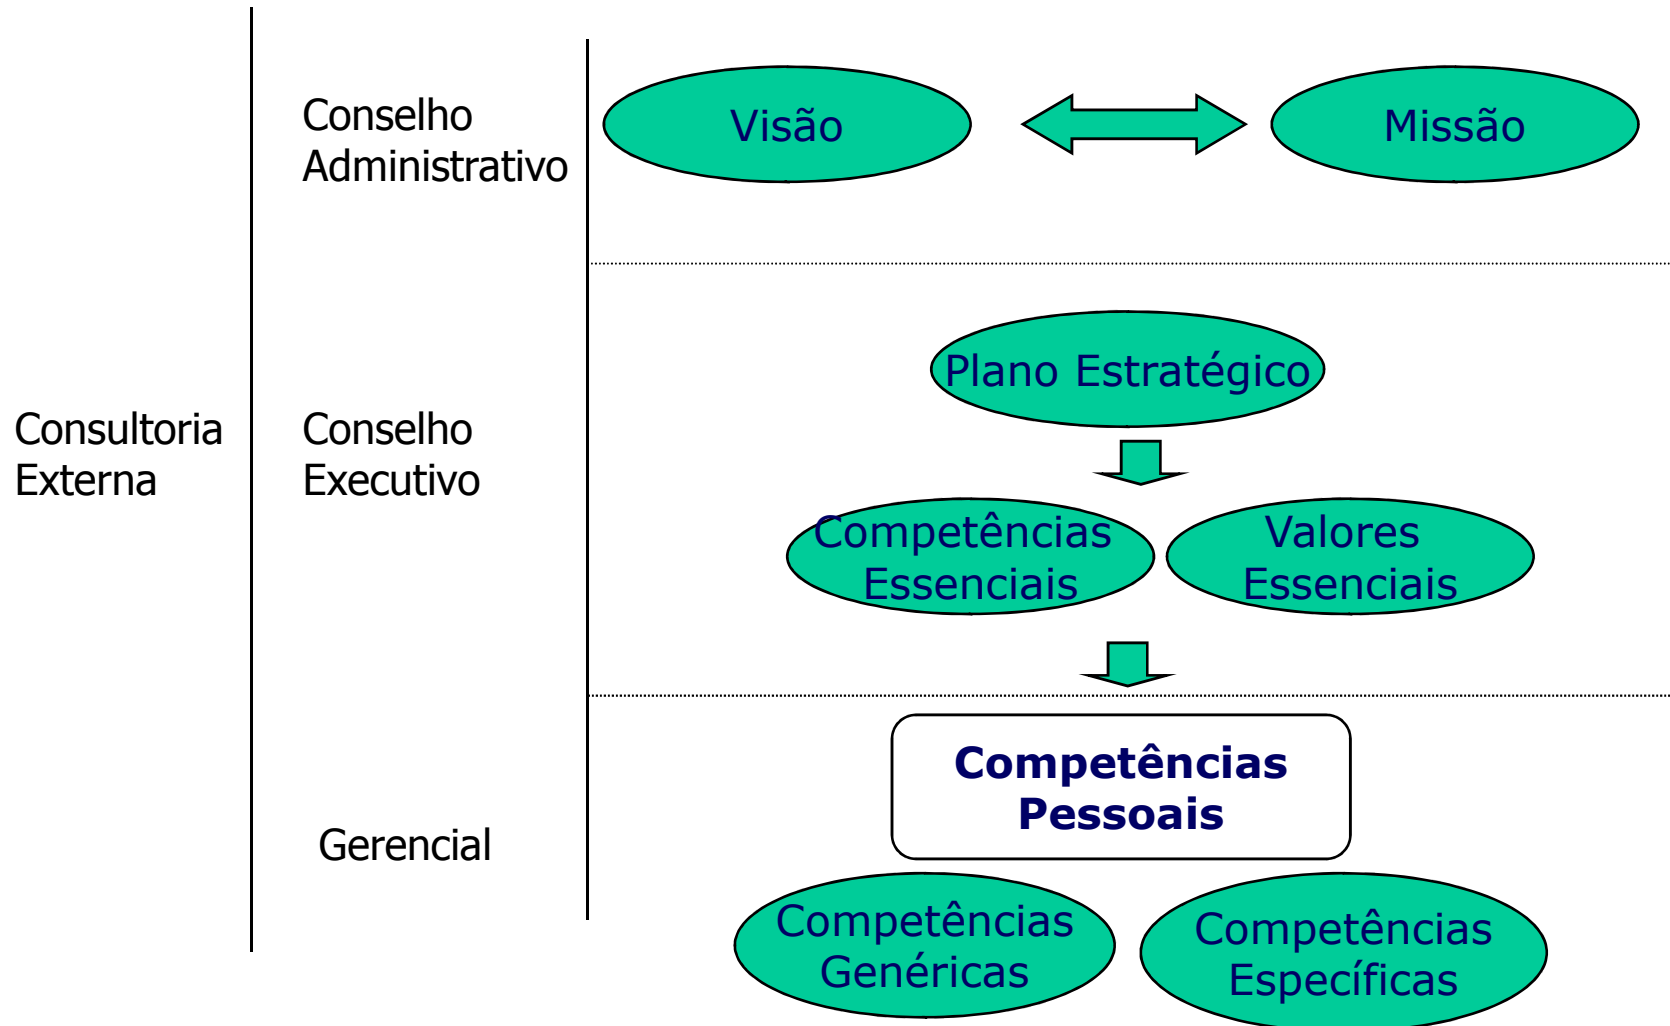 Conselho
Administrativo
Visão
Missão
Plano Estratégico
Consultoria
Externa
Conselho
Executivo
Competências
Essenciais
Valores
Essenciais
Competências
Pessoais
Gerencial
Competências
Genéricas
Competências
Específicas